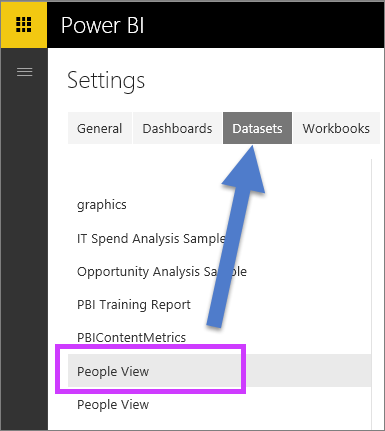 Power BI
Settings
General Dashboards Datasets Workbooks
graphics
IT Spend Analysis Sample
Opportunity Analysis Sample
PBI Training Report
PBIContentMetrics
People View
People View